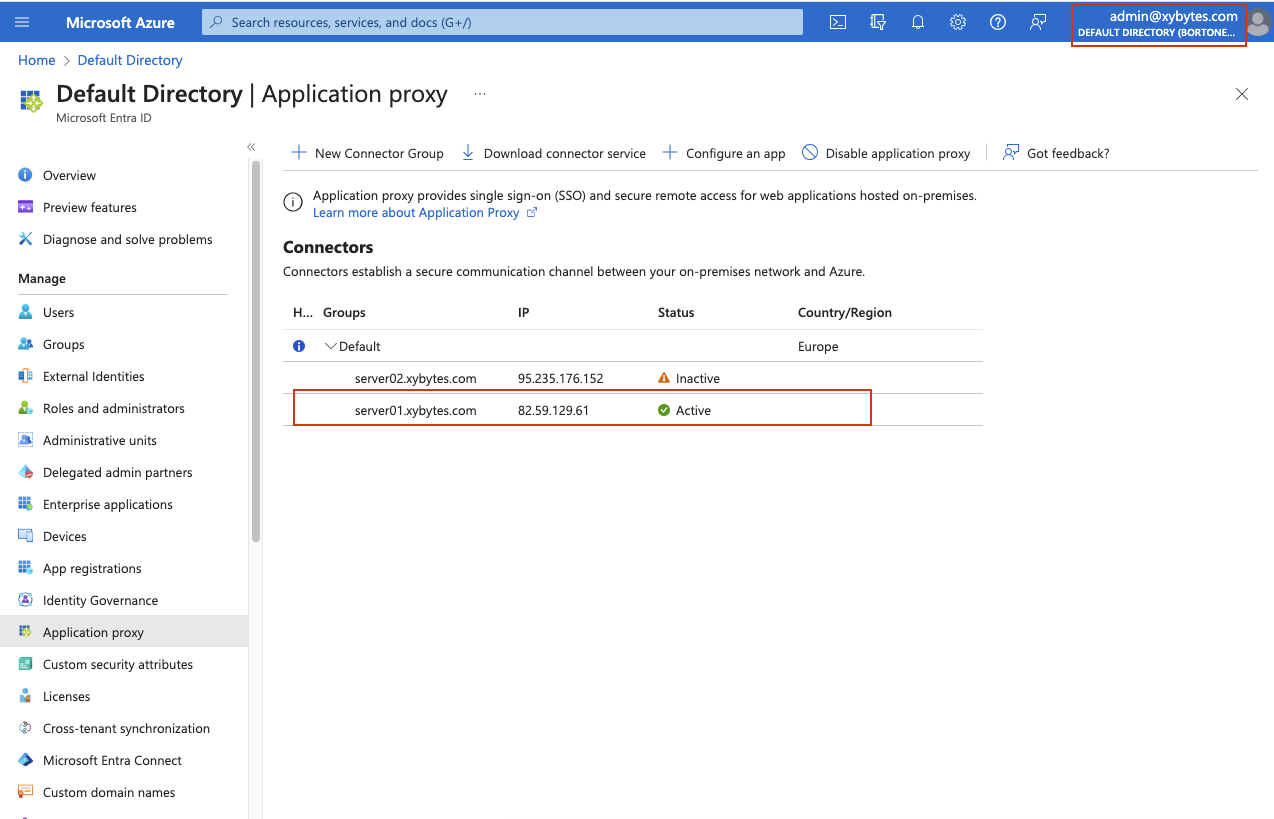 Microsoft Azure
Search resources, services, and docs (G+/)
admin@xybytes.com
DEFAULT DIRECTORY (BORTONE...
Home > Default Directory
Default Directory | Application proxy ...
Microsoft Entra ID
«
New Connector Group
Download connector service
Configure an app
Disable application proxy
Got feedback?
Overview
Preview features
Diagnose and solve problems
Manage
Users
Groups
External Identities
Roles and administrators
Administrative units
Delegated admin partners
Enterprise applications
Devices
App registrations
Identity Governance
Application proxy
Custom security attributes
Licenses
Cross-tenant synchronization
Microsoft Entra Connect
Custom domain names
Application proxy provides single sign-on (SSO) and secure remote access for web applications hosted on-premises.
Learn more about Application Proxy
Connectors
Connectors establish a secure communication channel between your on-premises network and Azure.
H... Groups IP Status Country/Region
Default Europe
server02.xybytes.com 95.235.176.152 Inactive
server01.xybytes.com 82.59.129.61 Active